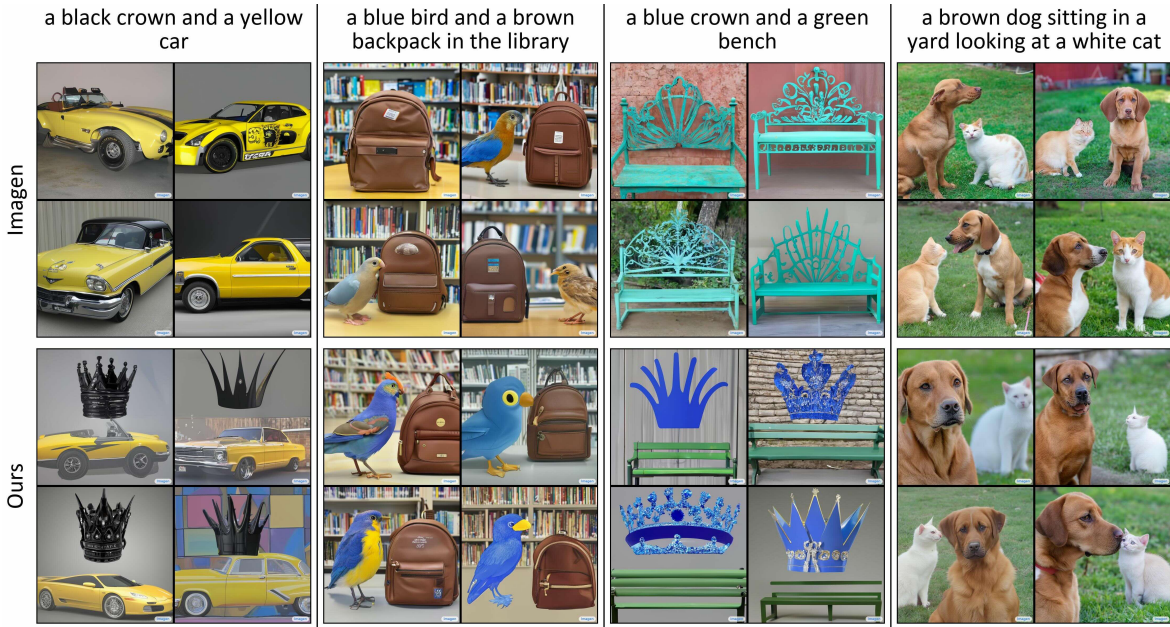 a black crown and a yellow
car
a blue bird and a brown
backpack in the library
a blue crown and a green
bench
a brown dog sitting in a
yard looking at a white cat
Imagen
Ours